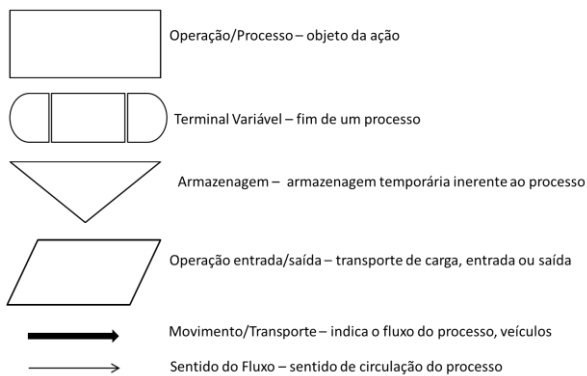 Operação/Processo – objeto da ação
Terminal Variável – fim de um processo
Armazenagem – armazenagem temporária inerente ao processo
Operação entrada/saída – transporte de carga, entrada ou saída
Movimento/Transporte – indica o fluxo do processo, veículos
Sentido do Fluxo – sentido de circulação do processo